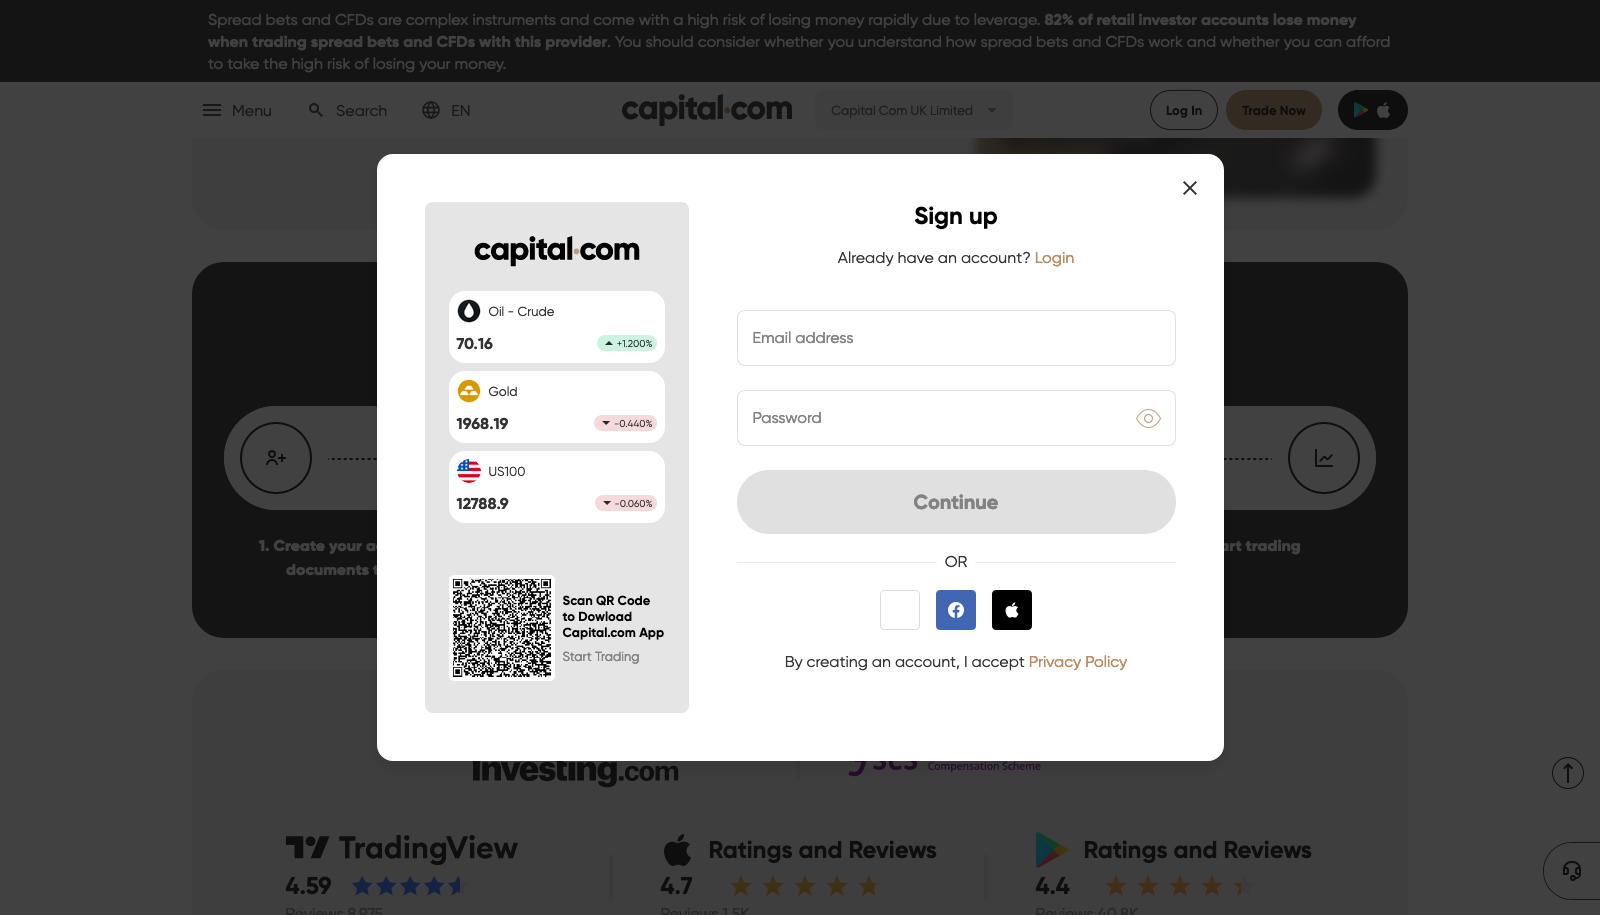 Spread bets and CFDs are complex instruments and come with a high risk of losing money rapidly due to leverage. 82% of retail investor accounts lose money
when trading spread bets and CFDs with this provider. You should consider whether you understand how spread bets and CFDs work and whether you can afford
to take the high risk of losing your money.
Menu
Search
EN
capital.com
Capital Com UK Limited
Log In
Trade Now
capital.com
Oil - Crude
70.16
+1.200%
Gold
1968.19
-0.440%
US100
12788.9
-0.060%
Scan QR Code
to Dowload
Capital.com App
Start Trading
Sign up
Already have an account? Login
Email address
Password
Continue
OR
By creating an account, I accept Privacy Policy
1. Create your a
documents t
art trading
Investing.com
Compensation Scheme
TradingView
4.59
Reviews 8,975
Ratings and Reviews
4.7
Reviews 1.5K
Ratings and Reviews
4.4
Reviews 40.8K